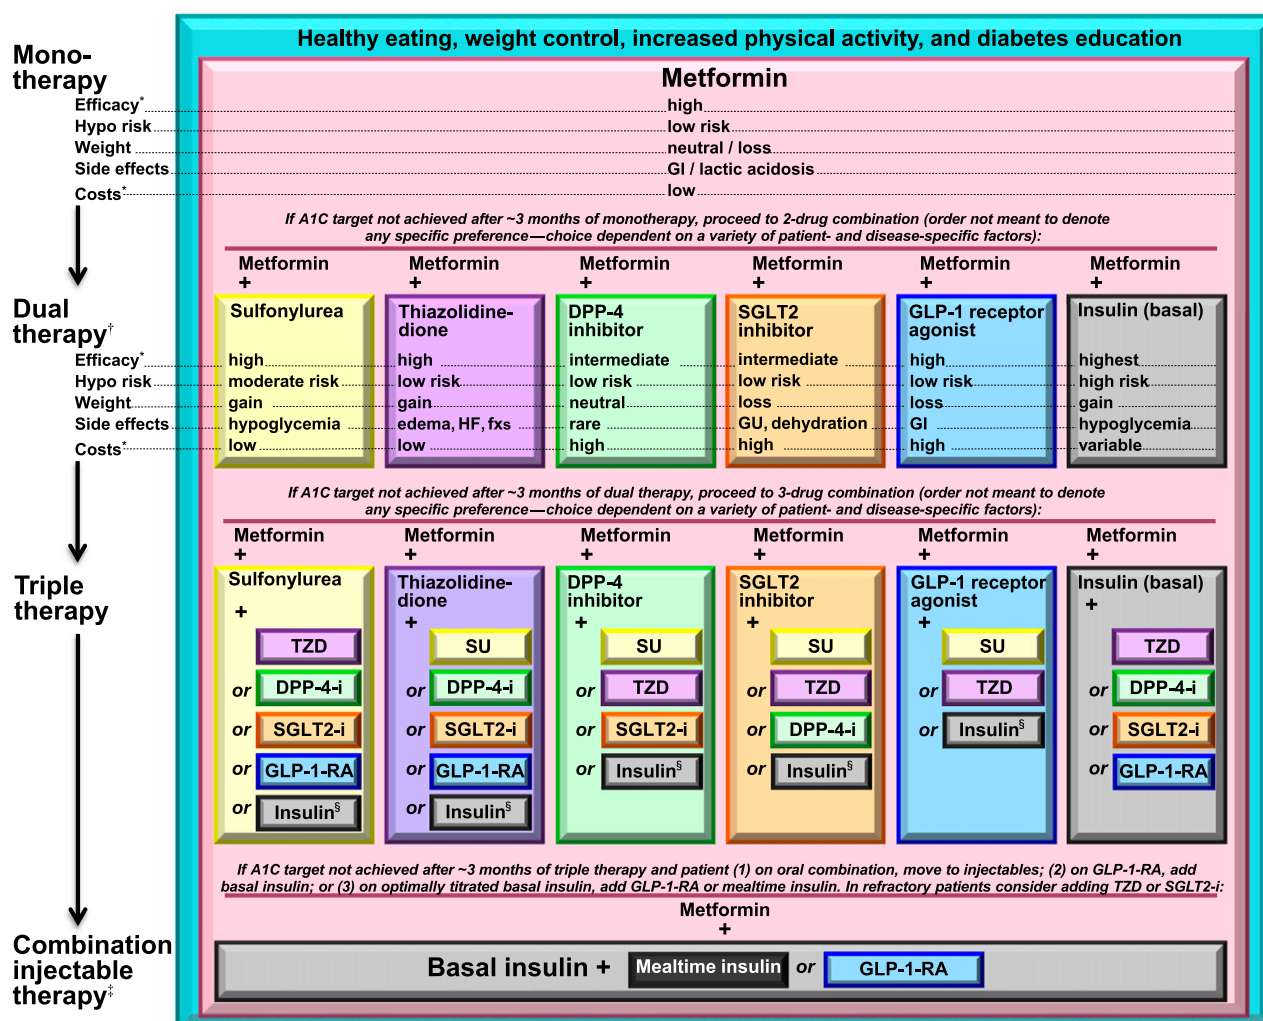 Healthy eating, weight control, increased physical activity, and diabetes education
Mono-
therapy
Metformin
Efficacy* high
Hypo risk low risk
Weight neutral / loss
Side effects GI / lactic acidosis
Costs* low
If A1C target not achieved after ~3 months of monotherapy, proceed to 2-drug combination (order not meant to denote
any specific preference—choice dependent on a variety of patient- and disease-specific factors):
Metformin Metformin Metformin Metformin Metformin Metformin
+ + + + + +
Dual
therapy†
Sulfonylurea Thiazolidine- DPP-4 SGLT2 GLP-1 receptor Insulin (basal)
dione inhibitor inhibitor agonist
Efficacy* high high intermediate intermediate high highest
Hypo risk moderate risk low risk low risk low risk low risk high risk
Weight gain gain neutral loss loss gain
Side effects hypoglycemia edema, HF, fxs rare GU, dehydration GI hypoglycemia
Costs* low low high high high variable
If A1C target not achieved after ~3 months of dual therapy, proceed to 3-drug combination (order not meant to denote
any specific preference—choice dependent on a variety of patient- and disease-specific factors):
Metformin Metformin Metformin Metformin Metformin Metformin
+ + + + + +
Triple
therapy
Sulfonylurea Thiazolidine- DPP-4 SGLT2 GLP-1 receptor Insulin (basal)
dione inhibitor inhibitor agonist
+ + + + + +
TZD SU SU SU SU TZD
or DPP-4-i or DPP-4-i or TZD or TZD or TZD or DPP-4-i
or SGLT2-i or SGLT2-i or SGLT2-i or DPP-4-i or Insulin§ or SGLT2-i
or GLP-1-RA or GLP-1-RA or Insulin§ or Insulin§ or GLP-1-RA
or Insulin§ or Insulin§
If A1C target not achieved after ~3 months of triple therapy and patient (1) on oral combination, move to injectables; (2) on GLP-1-RA, add
basal insulin; or (3) on optimally titrated basal insulin, add GLP-1-RA or mealtime insulin. In refractory patients consider adding TZD or SGLT2-i:
Metformin
+
Combination
injectable
therapy‡
Basal insulin + Mealtime insulin or GLP-1-RA